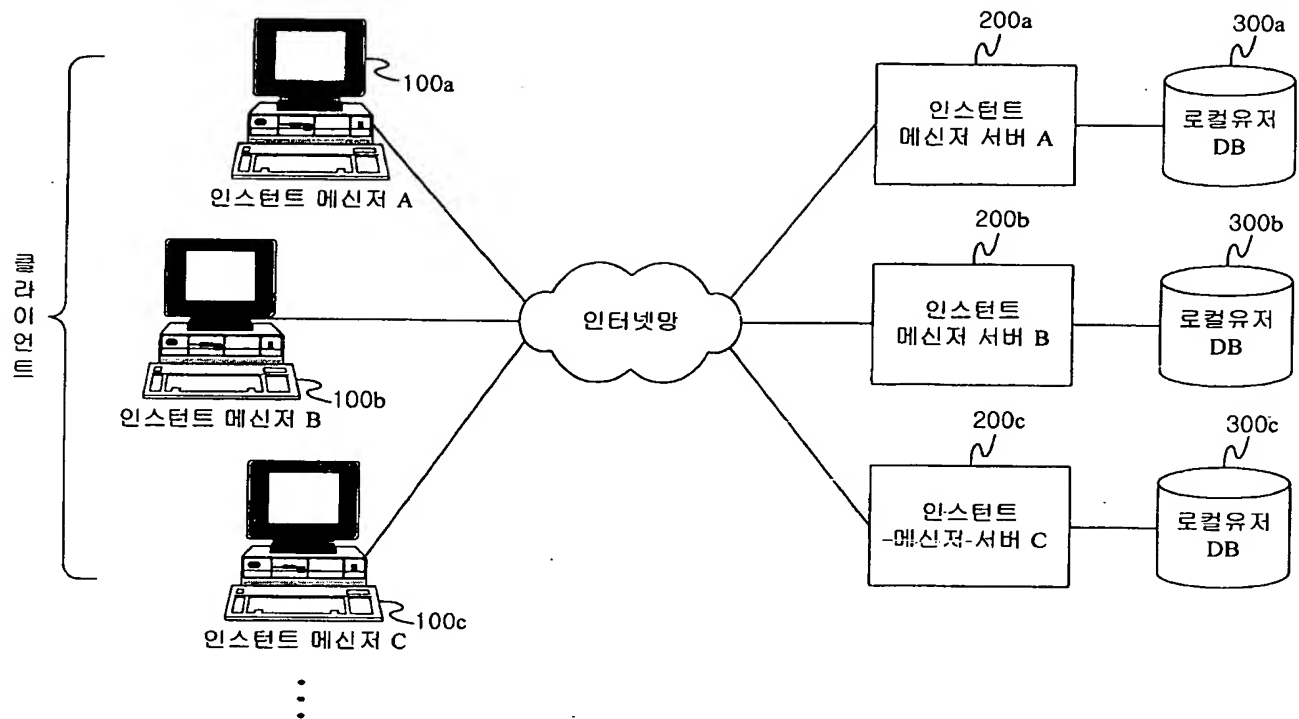 클라이언트
100a
인스턴트 메신저 A
100b
인스턴트 메신저 B
100c
인스턴트 메신저 C
인터넷망
200a
인스턴트
메신저 서버 A
300a
로컬유저
DB
200b
인스턴트
메신저 서버 B
300b
로컬유저
DB
200c
인스턴트
메신저 서버 C
300c
로컬유저
DB